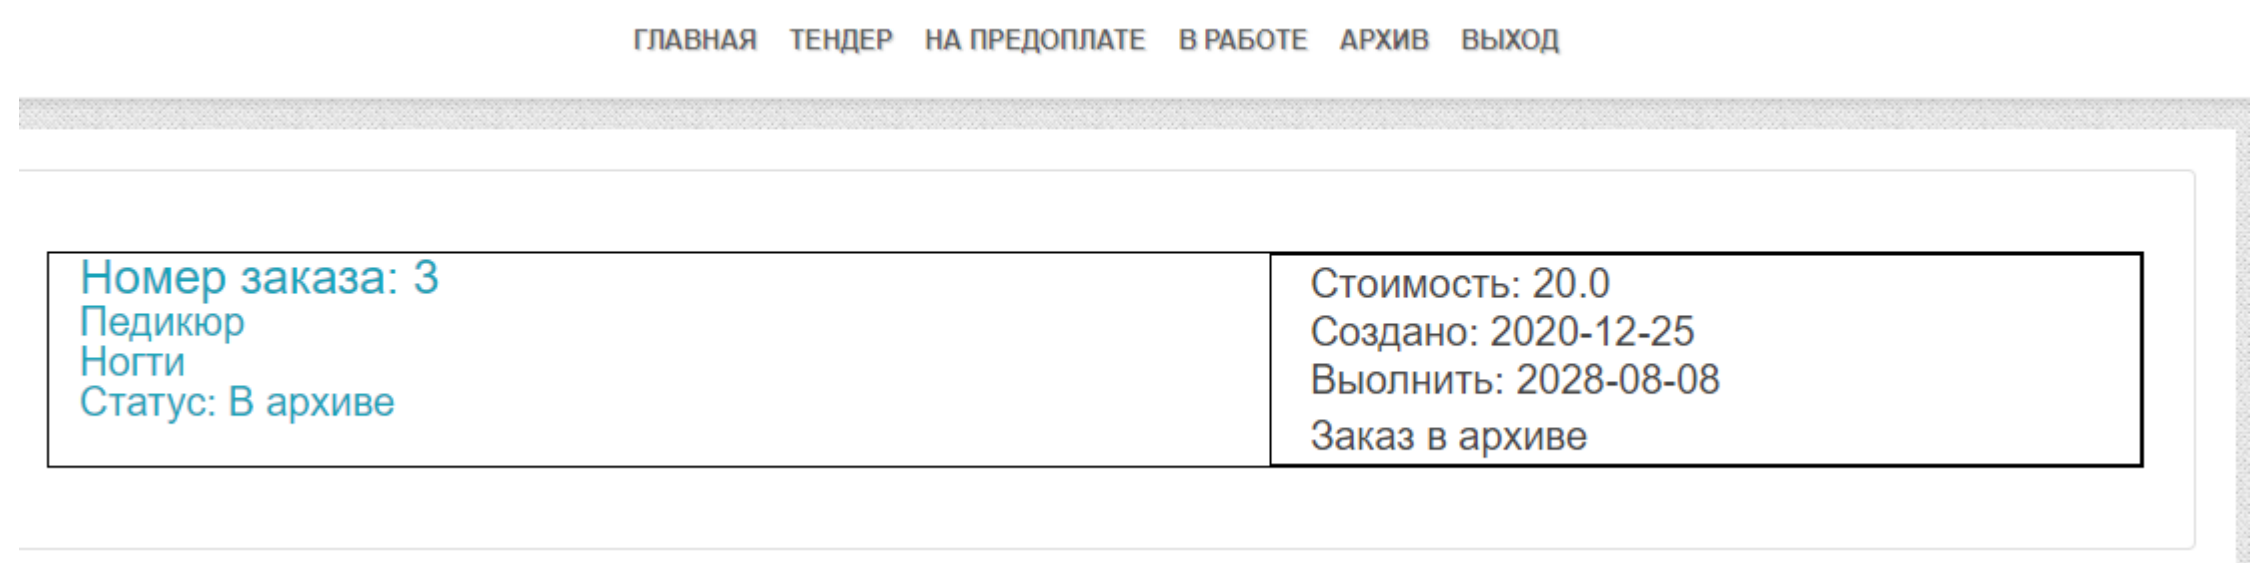 ГЛАВНАЯ ТЕНДЕР НА ПРЕДОПЛАТЕ В РАБОТЕ АРХИВ ВЫХОД
Номер заказа: 3
Педикюр
Ногти
Статус: В архиве
Стоимость: 20.0
Создано: 2020-12-25
Выолнить: 2028-08-08
Заказ в архиве